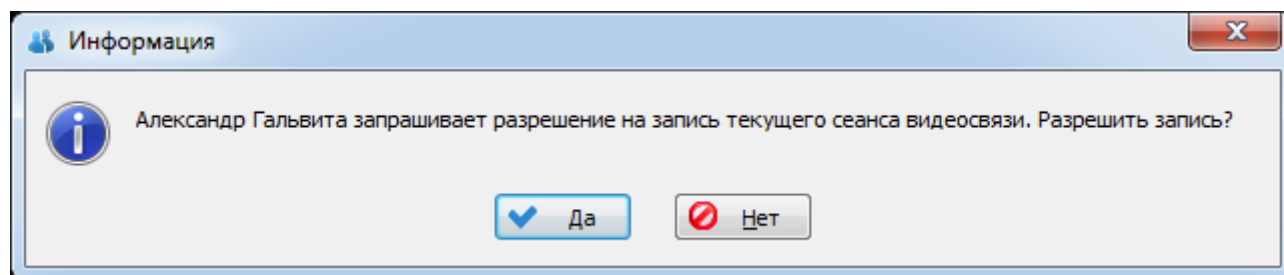 Информация
Александр Гальвита запрашивает разрешение на запись текущего сеанса видеосвязи. Разрешить запись?
Да
Нет